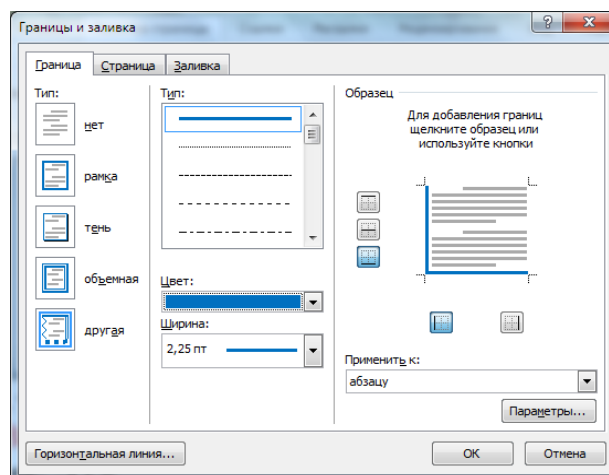 Границы и заливка
Граница
Страница
Заливка
Тип:
нет
рамка
тень
объемная
другая
Тип:
Цвет:
Ширина:
2,25 пт
Образец
Для добавления границ
щелкните образец или
используйте кнопки
Применить к:
абзацу
Параметры...
Горизонтальная линия...
ОК
Отмена